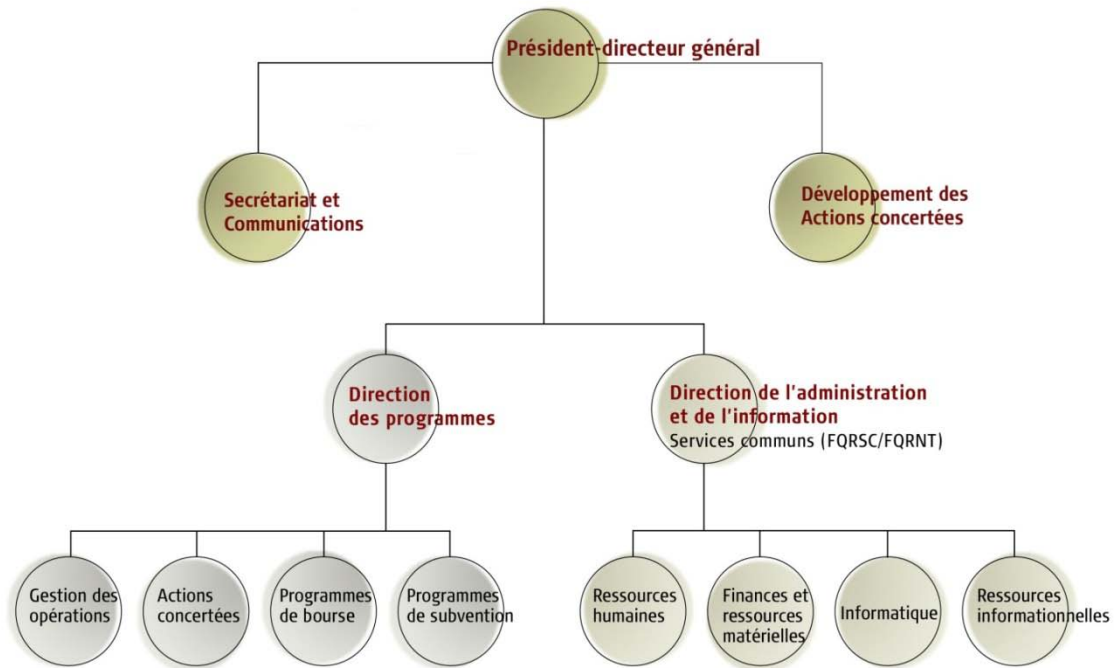 Président-directeur général
Secrétariat et
Communications
Développement des
Actions concertées
Direction
des programmes
Direction de l'administration
et de l'information
Services communs (FQRSC/FQRNT)
Gestion des
opérations
Actions
concertées
Programmes
de bourse
Programmes
de subvention
Ressources
humaines
Finances et
ressources
matérielles
Informatique
Ressources
informationnelles